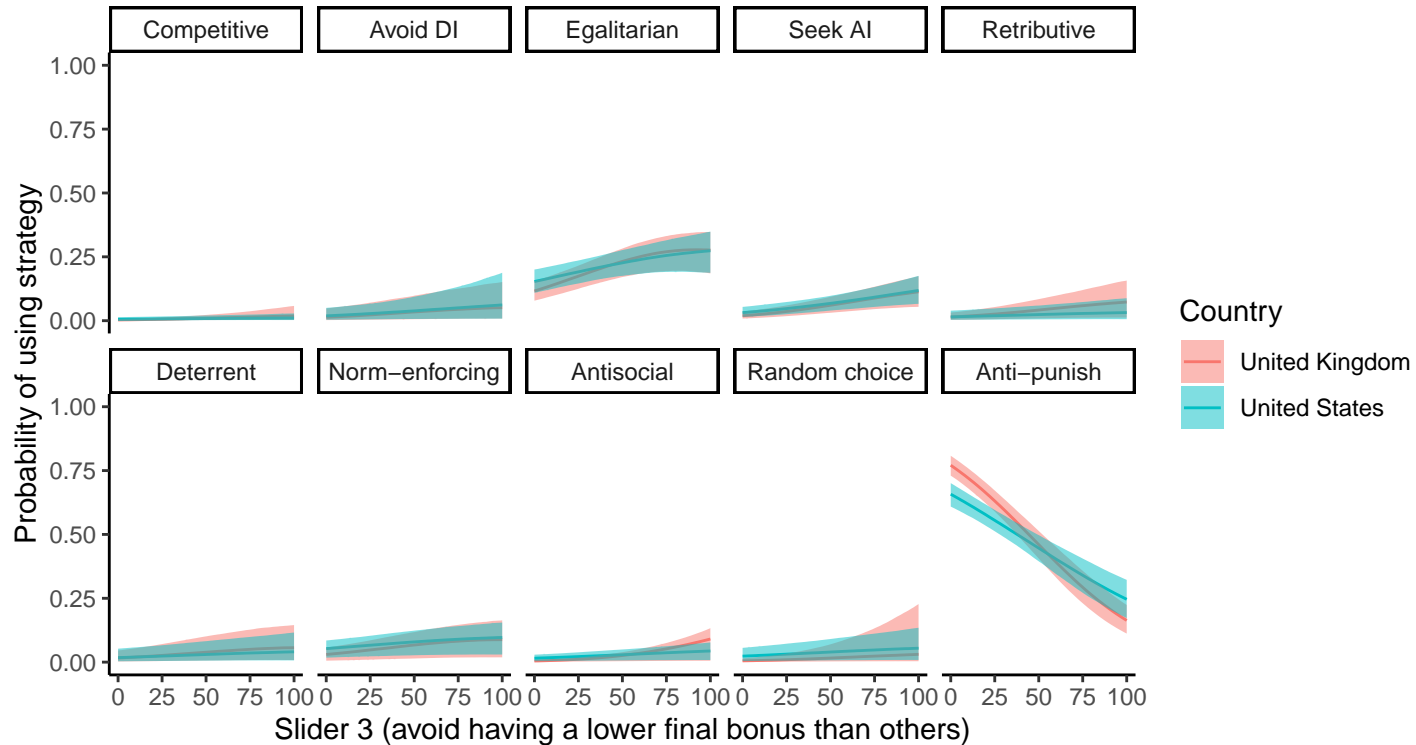 Competitive
Avoid DI
Egalitarian
Seek AI
Retributive
1.00
0.75
0.50
0.25
0.00
Deterrent
Norm−enforcing
Antisocial
Random choice
Anti−punish
1.00
0.75
0.50
0.25
0.00
0 25 50 75 100
0 25 50 75 100
0 25 50 75 100
0 25 50 75 100
0 25 50 75 100
Slider 3 (avoid having a lower final bonus than others)
Probability of using strategy
Country
United Kingdom
United States